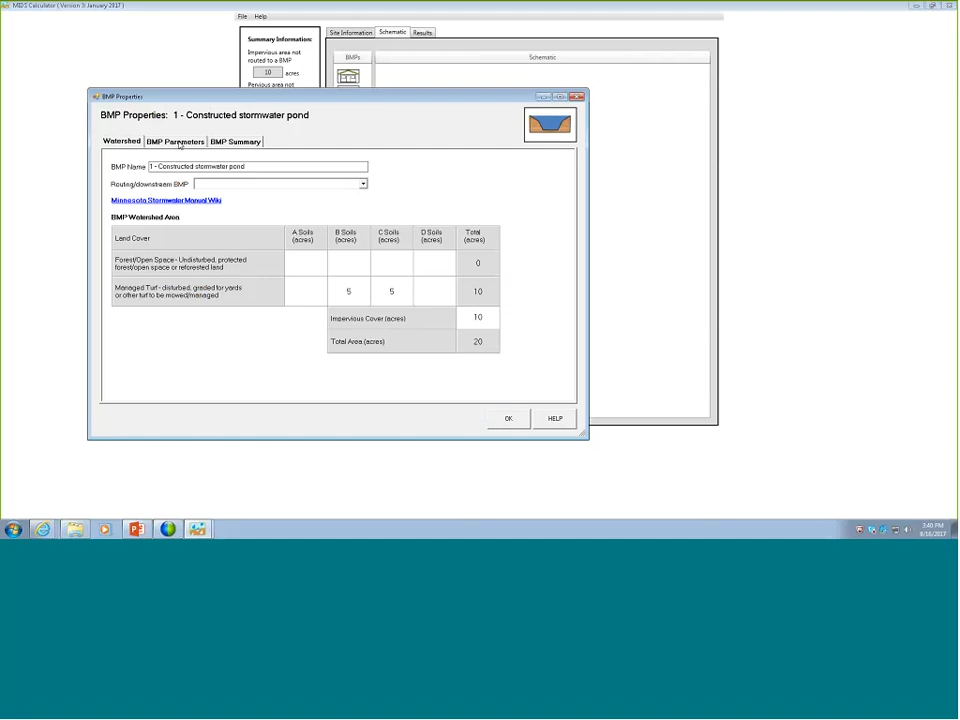 MIDS Calculator ( Version 3: January 2017 )
File Help
Summary Information:
Impervious area not
routed to a BMP
10 acres
Pervious area not
Site Information Schematic Results
BMPs Schematic
BMP Properties
BMP Properties: 1 - Constructed stormwater pond
Watershed BMP Parameters BMP Summary
BMP Name 1 - Constructed stormwater pond
Routing/downstream BMP
Minnesota Stormwater Manual Wiki
BMP Watershed Area
Land Cover A Soils (acres) B Soils (acres) C Soils (acres) D Soils (acres) Total (acres)
Forest/Open Space - Undisturbed, protected
forest/open space or reforested land 0
Managed Turf - disturbed, graded for yards
or other turf to be mowed/managed 5 5 10
Impervious Cover (acres) 10
Total Area (acres) 20
OK HELP
3:40 PM
8/16/2017